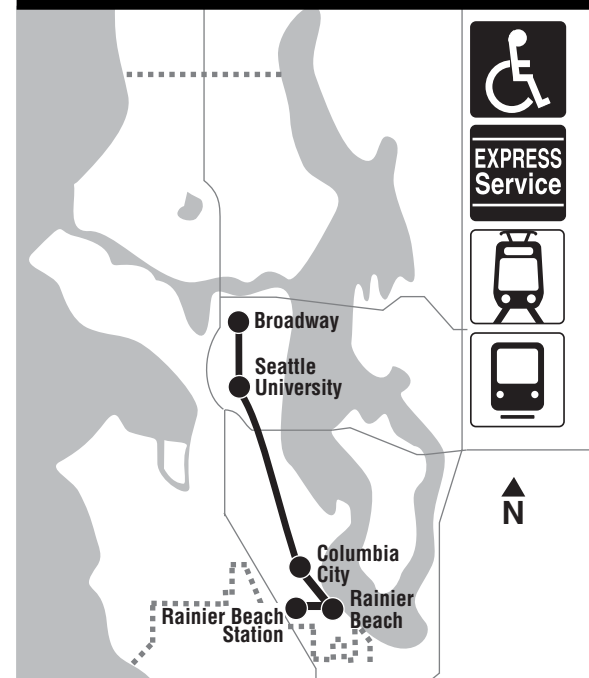 EXPRESS
Service
Broadway
Seattle
University
N
Columbia
City
Rainier
Beach
Rainier Beach
Station